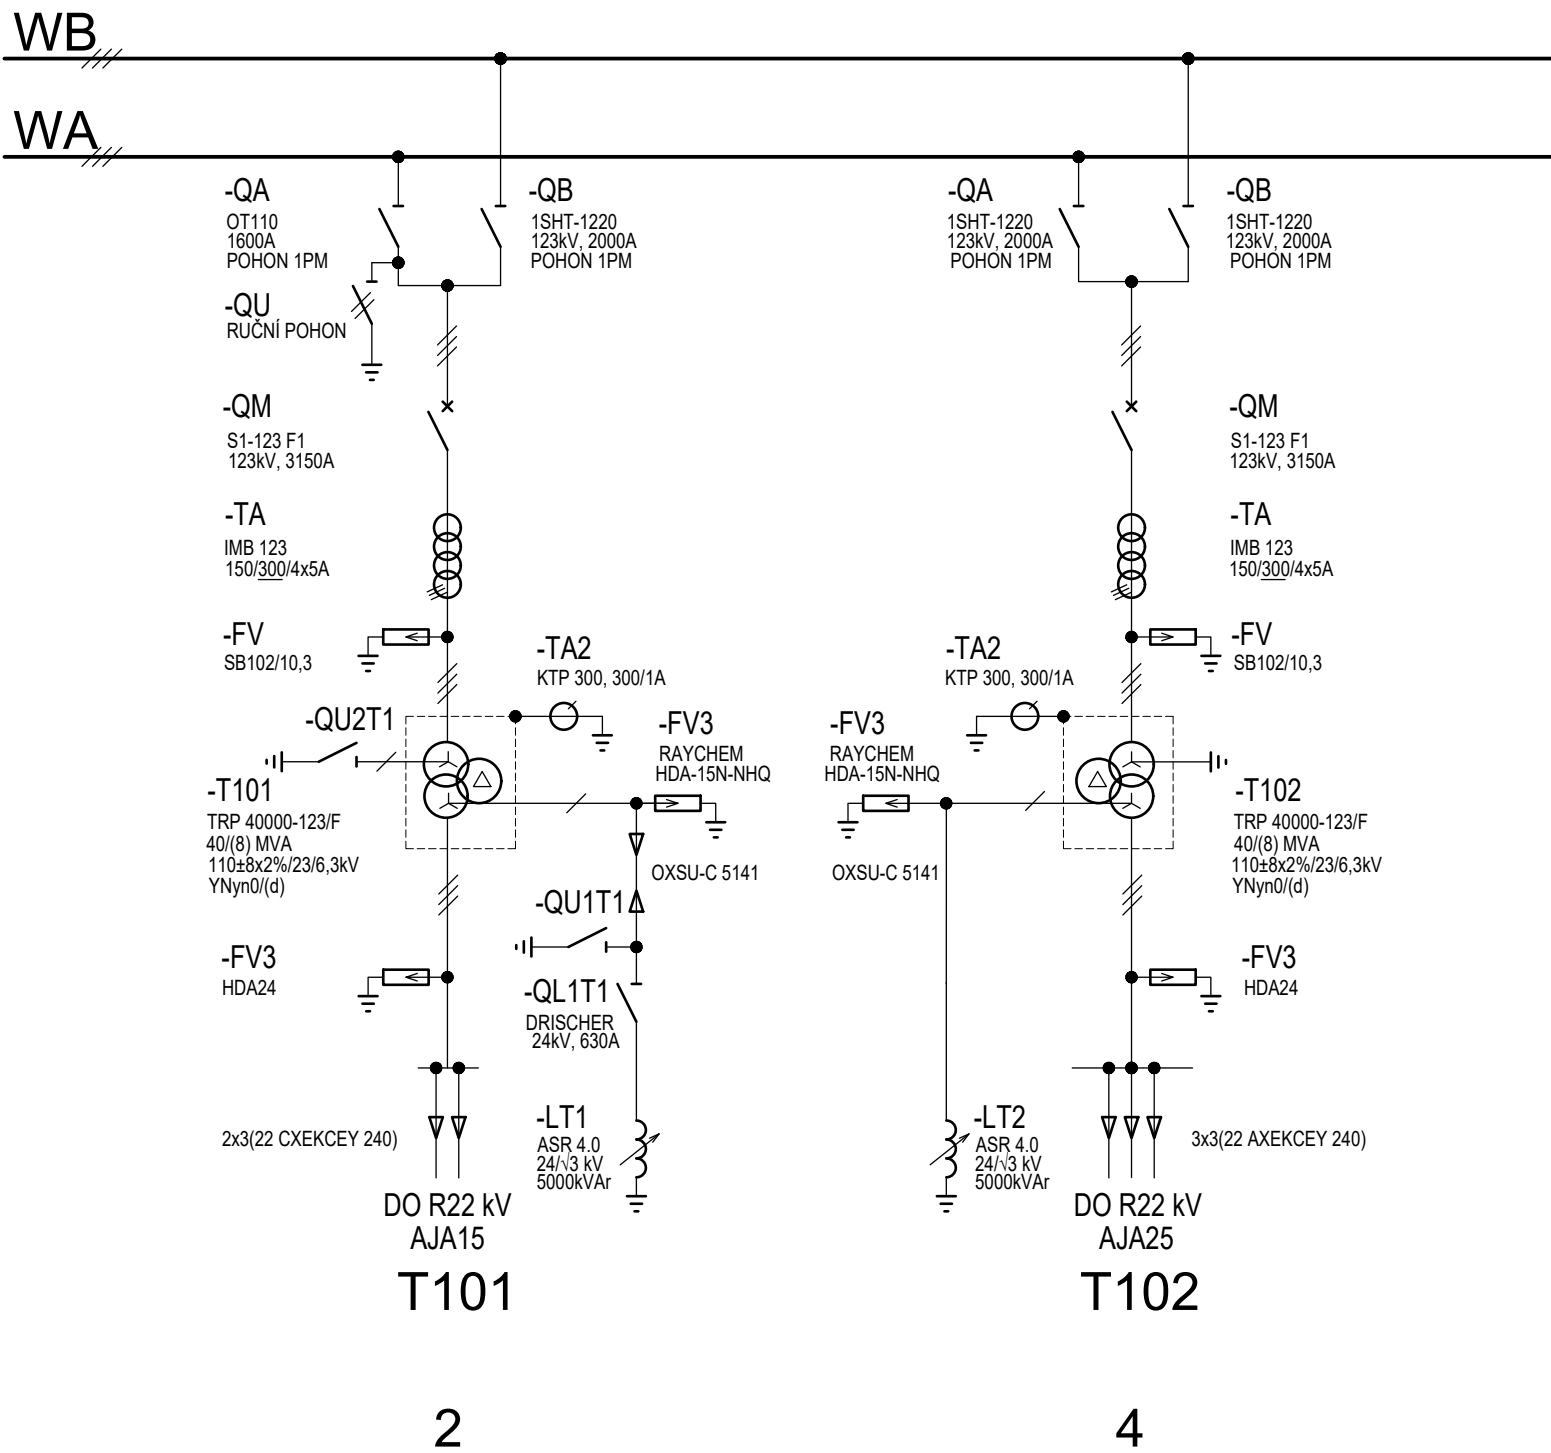 WB
WA
-QA
OT110
1600A
POHON 1PM
-QB
1SHT-1220
123kV, 2000A
POHON 1PM
-QU
RUČNÍ POHON
-QM
S1-123 F1
123kV, 3150A
-TA
IMB 123
150/300/4x5A
-FV
SB102/10,3
-TA2
KTP 300, 300/1A
-QU2T1
-FV3
RAYCHEM
HDA-15N-NHQ
-T101
TRP 40000-123/F
40/(8) MVA
110±8x2%/23/6,3kV
YNyn0/(d)
OXSU-C 5141
-QU1T1
-FV3
HDA24
-QL1T1
DRISCHER
24kV, 630A
2x3(22 CXEKCEY 240)
-LT1
ASR 4.0
24/√3 kV
5000kVAr
DO R22 kV
AJA15
T101
2
-QA
1SHT-1220
123kV, 2000A
POHON 1PM
-QB
1SHT-1220
123kV, 2000A
POHON 1PM
-QM
S1-123 F1
123kV, 3150A
-TA
IMB 123
150/300/4x5A
-FV
SB102/10,3
-TA2
KTP 300, 300/1A
-FV3
RAYCHEM
HDA-15N-NHQ
-T102
TRP 40000-123/F
40/(8) MVA
110±8x2%/23/6,3kV
YNyn0/(d)
OXSU-C 5141
-FV3
HDA24
-LT2
ASR 4.0
24/√3 kV
5000kVAr
3x3(22 AXEKCEY 240)
DO R22 kV
AJA25
T102
4